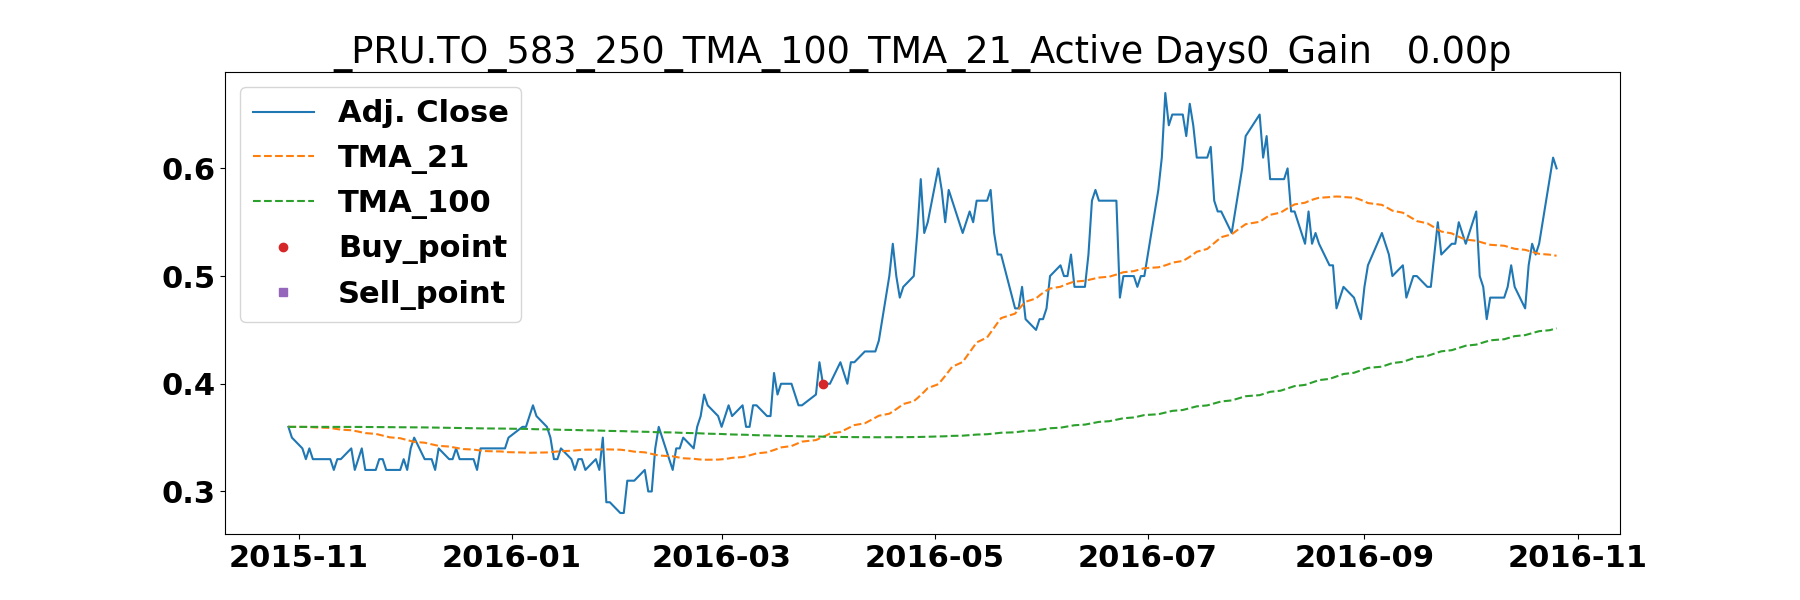 _PRU.TO_583_250_TMA_100_TMA_21_Active Days0_Gain   0.00p
Adj. Close
TMA_21
TMA_100
Buy_point
Sell_point
0.6
0.5
0.4
0.3
2015-11 2016-01 2016-03 2016-05 2016-07 2016-09 2016-11